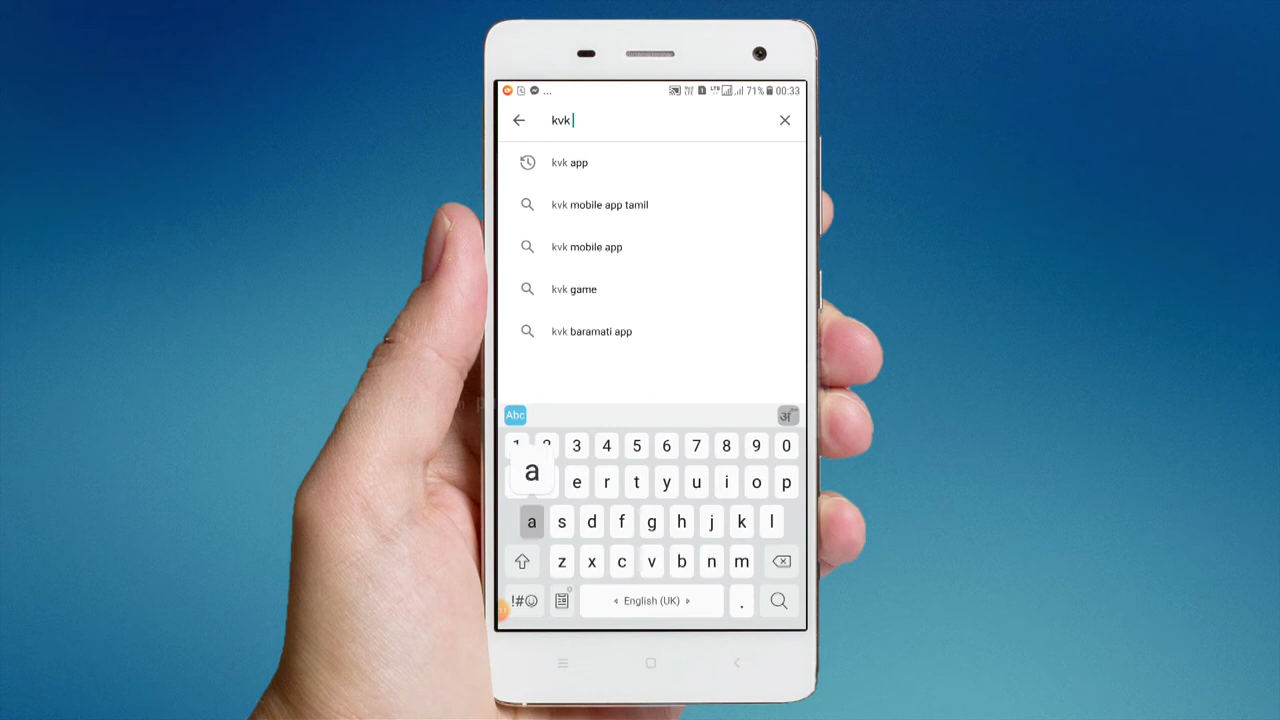 ... 71% 00:33
kvk
kvk app
kvk mobile app tamil
kvk mobile app
kvk game
kvk baramati app
Abc अ
1 2 3 4 5 6 7 8 9 0
a e r t y u i o p
a s d f g h j k l
z x c v b n m
!#☺ English (UK) .